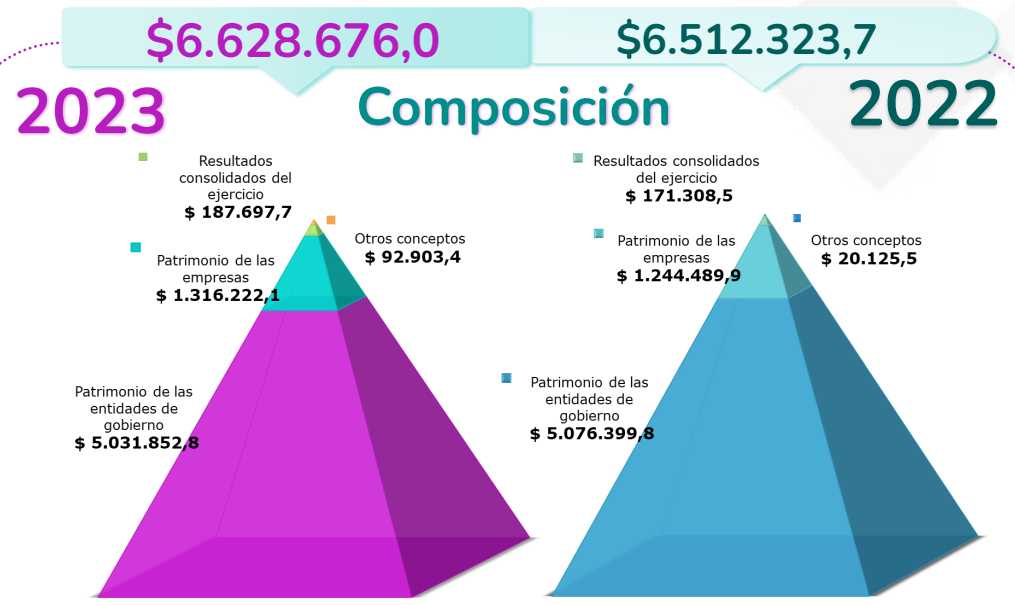 $6.628.676,0
$6.512.323,7
2023
Composición
2022
Resultados
consolidados del
ejercicio
$ 187.697,7
Otros conceptos
$ 92.903,4
Patrimonio de las
empresas
$ 1.316.222,1
Patrimonio de las
entidades de
gobierno
$ 5.031.852,8
Resultados consolidados
del ejercicio
$ 171.308,5
Otros conceptos
$ 20.125,5
Patrimonio de las
empresas
$ 1.244.489,9
Patrimonio de las
entidades de
gobierno
$ 5.076.399,8